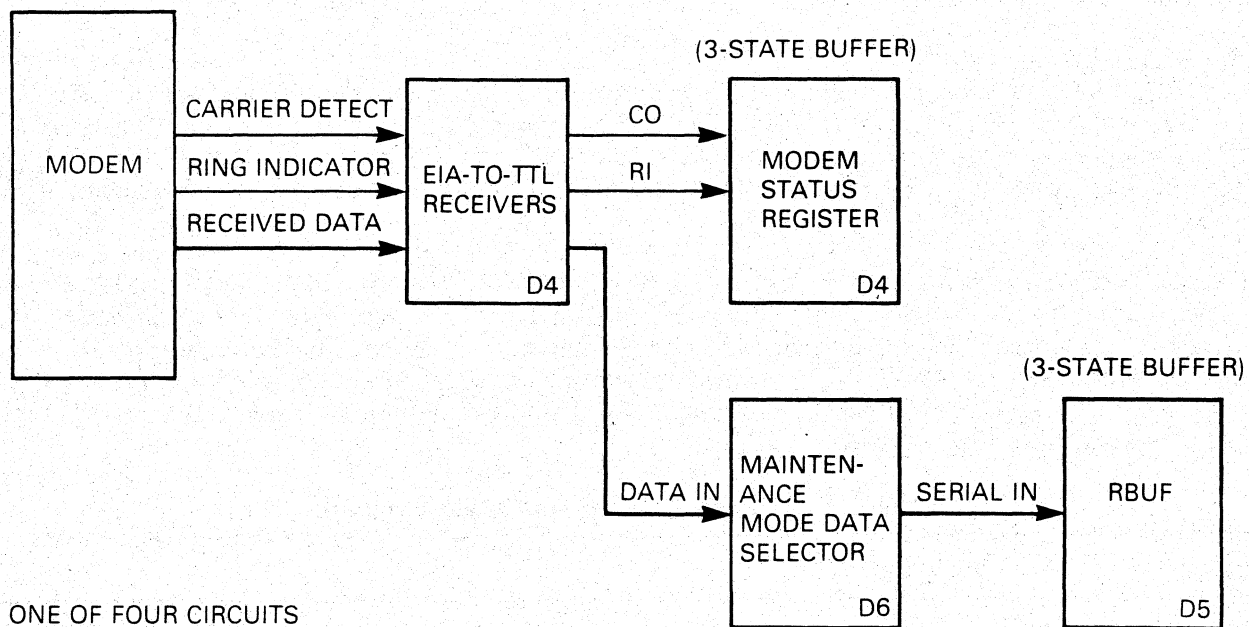 (3-STATE BUFFER)
CARRIER DETECT
CO
MODEM
RING INDICATOR
EIA-TO-TTL
RECEIVERS
RI
MODEM
STATUS
REGISTER
RECEIVED DATA
D4
D4
(3-STATE BUFFER)
DATA IN
MAINTEN-
ANCE
MODE DATA
SELECTOR
SERIAL IN
RBUF
D6
D5
ONE OF FOUR CIRCUITS